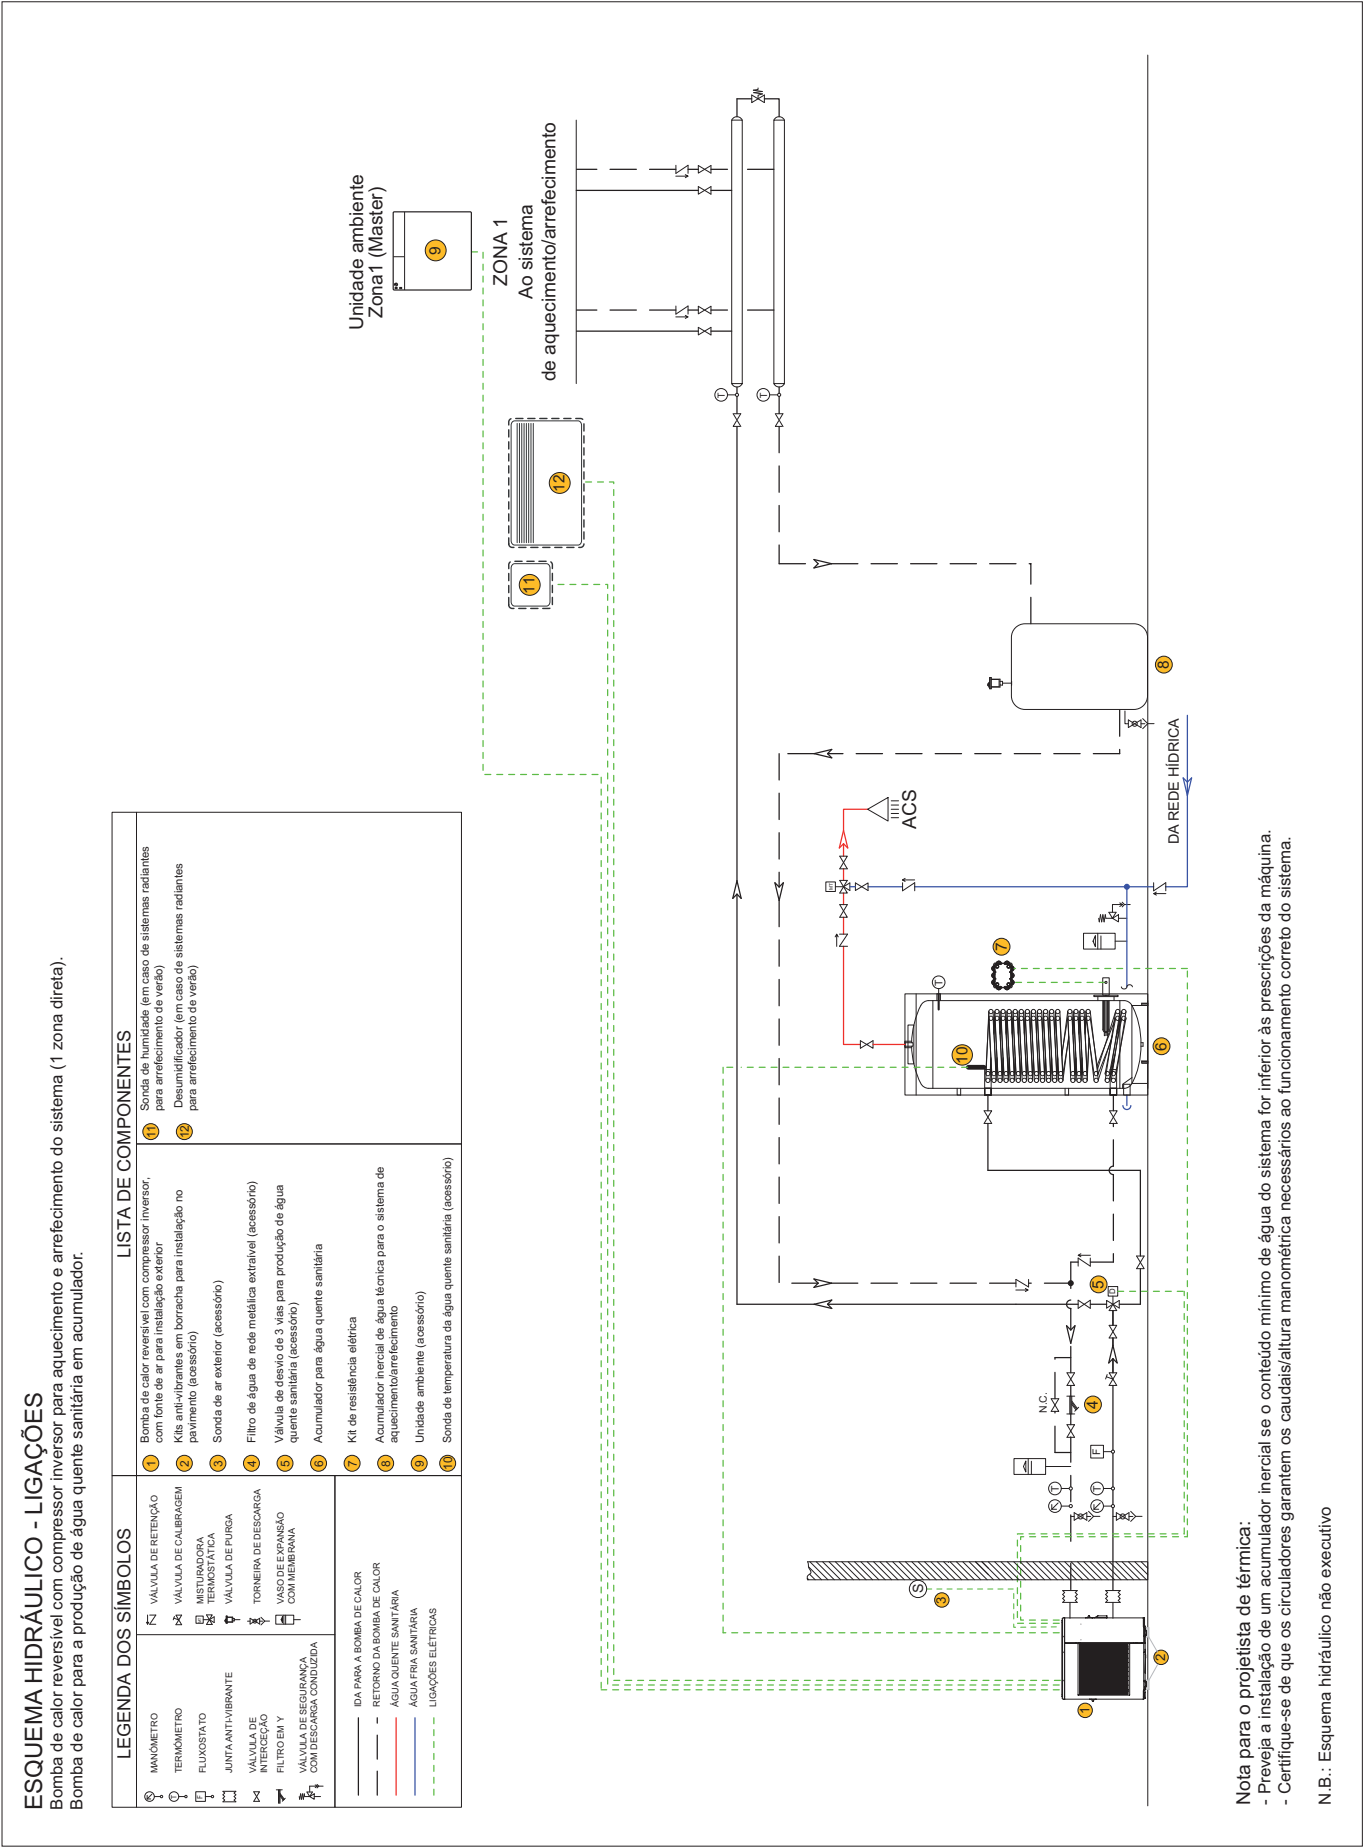 ESQUEMA HIDRÁULICO - LIGAÇÕES
Bomba de calor reversível com compressor inversor para aquecimento e arrefecimento do sistema (1 zona direta).
Bomba de calor para a produção de água quente sanitária em acumulador.
LEGENDA DOS SÍMBOLOS
MANÓMETRO
TERMÓMETRO
FLUXOSTATO
JUNTA ANTI-VIBRANTE
VÁLVULA DE
INTERCEÇÃO
FILTRO EM Y
VÁLVULA DE SEGURANÇA
COM DESCARGA CONDUZIDA
VÁLVULA DE RETENÇÃO
VÁLVULA DE CALIBRAGEM
MISTURADORA
TERMOSTÁTICA
VÁLVULA DE PURGA
TORNEIRA DE DESCARGA
VASO DE EXPANSÃO
COM MEMBRANA
IDA PARA A BOMBA DE CALOR
RETORNO DA BOMBA DE CALOR
ÁGUA QUENTE SANITÁRIA
ÁGUA FRIA SANITÁRIA
LIGAÇÕES ELÉTRICAS
LISTA DE COMPONENTES
1 Bomba de calor reversível com compressor inversor,
com fonte de ar para instalação exterior
2 Kits anti-vibrantes em borracha para instalação no
pavimento (acessório)
3 Sonda de ar exterior (acessório)
4 Filtro de água de rede metálica extraível (acessório)
5 Válvula de desvio de 3 vias para produção de água
quente sanitária (acessório)
6 Acumulador para água quente sanitária
7 Kit de resistência elétrica
8 Acumulador inercial de água técnica para o sistema de
aquecimento/arrefecimento
9 Unidade ambiente (acessório)
10 Sonda de temperatura da água quente sanitária (acessório)
11 Sonda de humidade (em caso de sistemas radiantes
para arrefecimento de verão)
12 Desumidificador (em caso de sistemas radiantes
para arrefecimento de verão)
Unidade ambiente
Zona1 (Master)
9
ZONA 1
Ao sistema
de aquecimento/arrefecimento
11
12
T
T
ACS
MT
7
10
T
6
8
DA REDE HÍDRICA
5
D
N.C.
4
F
T
T
S
3
1
2
Nota para o projetista de térmica:
- Preveja a instalação de um acumulador inercial se o conteúdo mínimo de água do sistema for inferior às prescrições da máquina.
- Certifique-se de que os circuladores garantem os caudais/altura manométrica necessários ao funcionamento correto do sistema.
N.B.: Esquema hidráulico não executivo